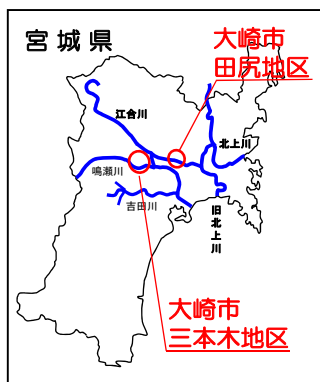 宮城県
大崎市
田尻地区
江合川
北上川
鳴瀬川
吉田川
旧北上川
大崎市
三本木地区